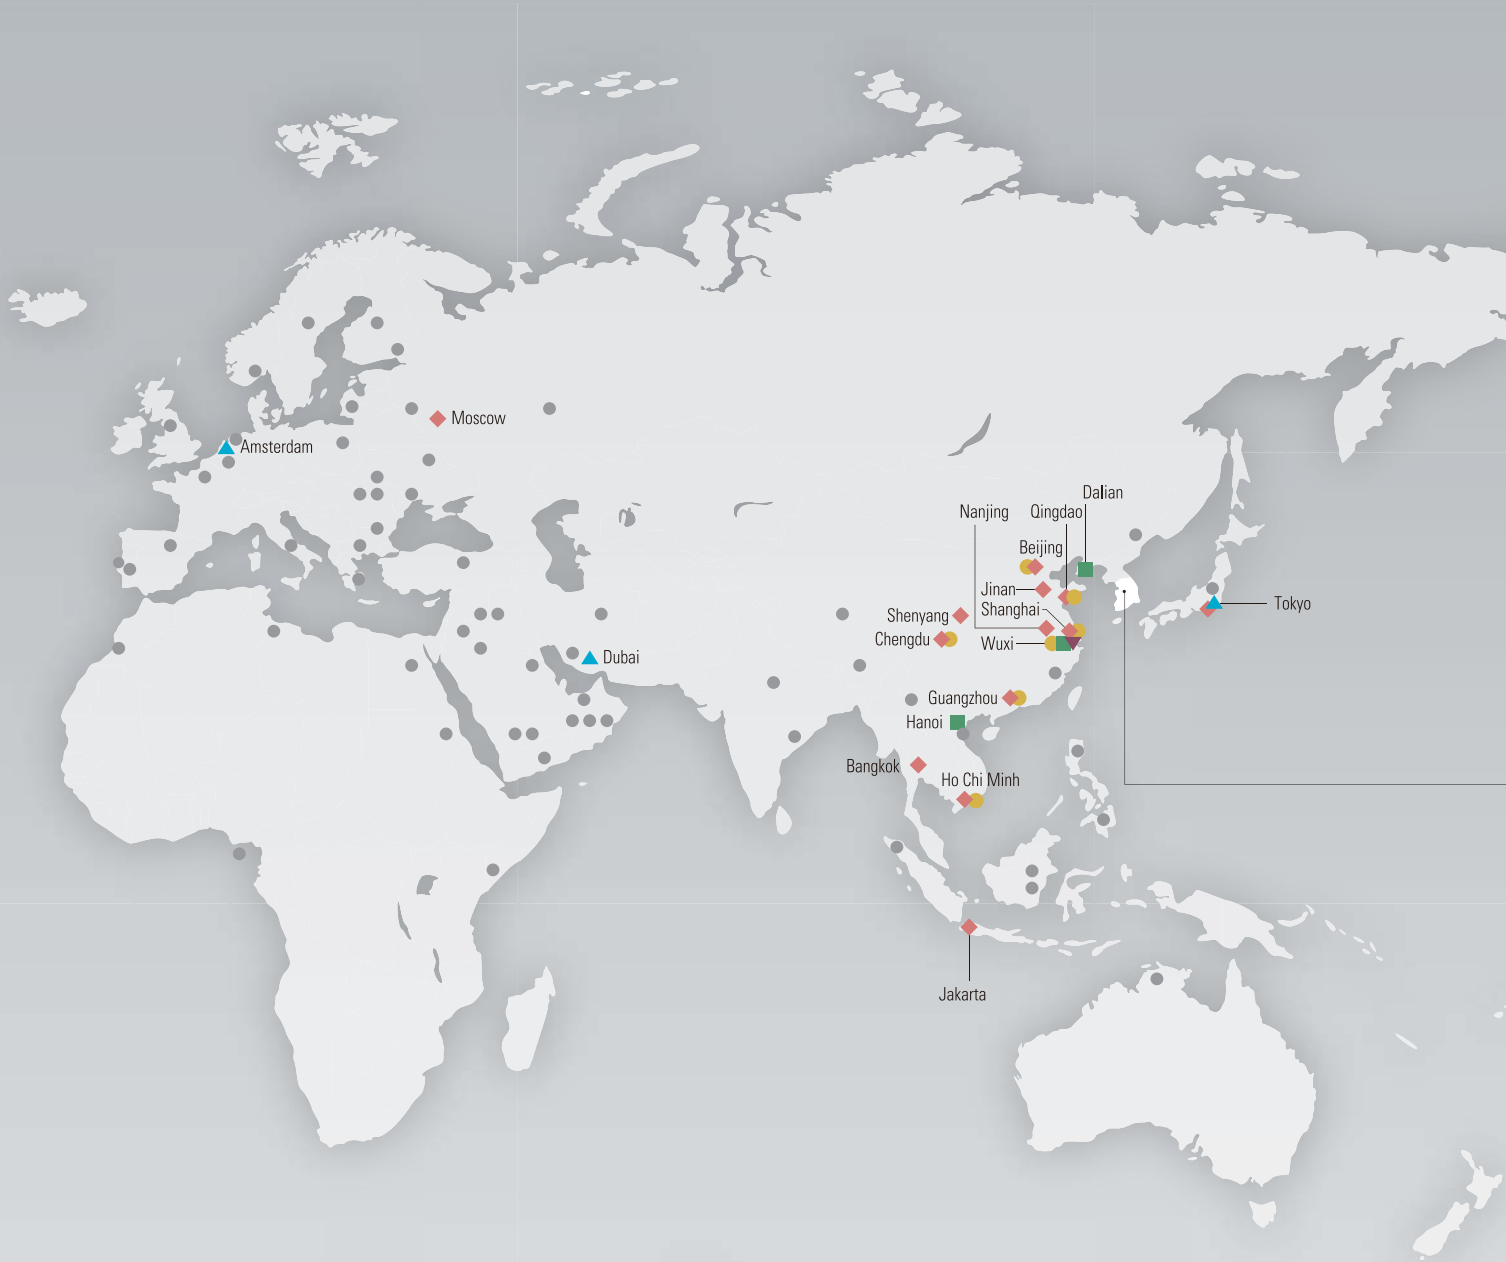 Moscow
Amsterdam
Dalian
Nanjing
Qingdao
Beijing
Jinan
Shenyang
Shanghai
Tokyo
Chengdu
Wuxi
Dubai
Guangzhou
Hanoi
Bangkok
Ho Chi Minh
Jakarta